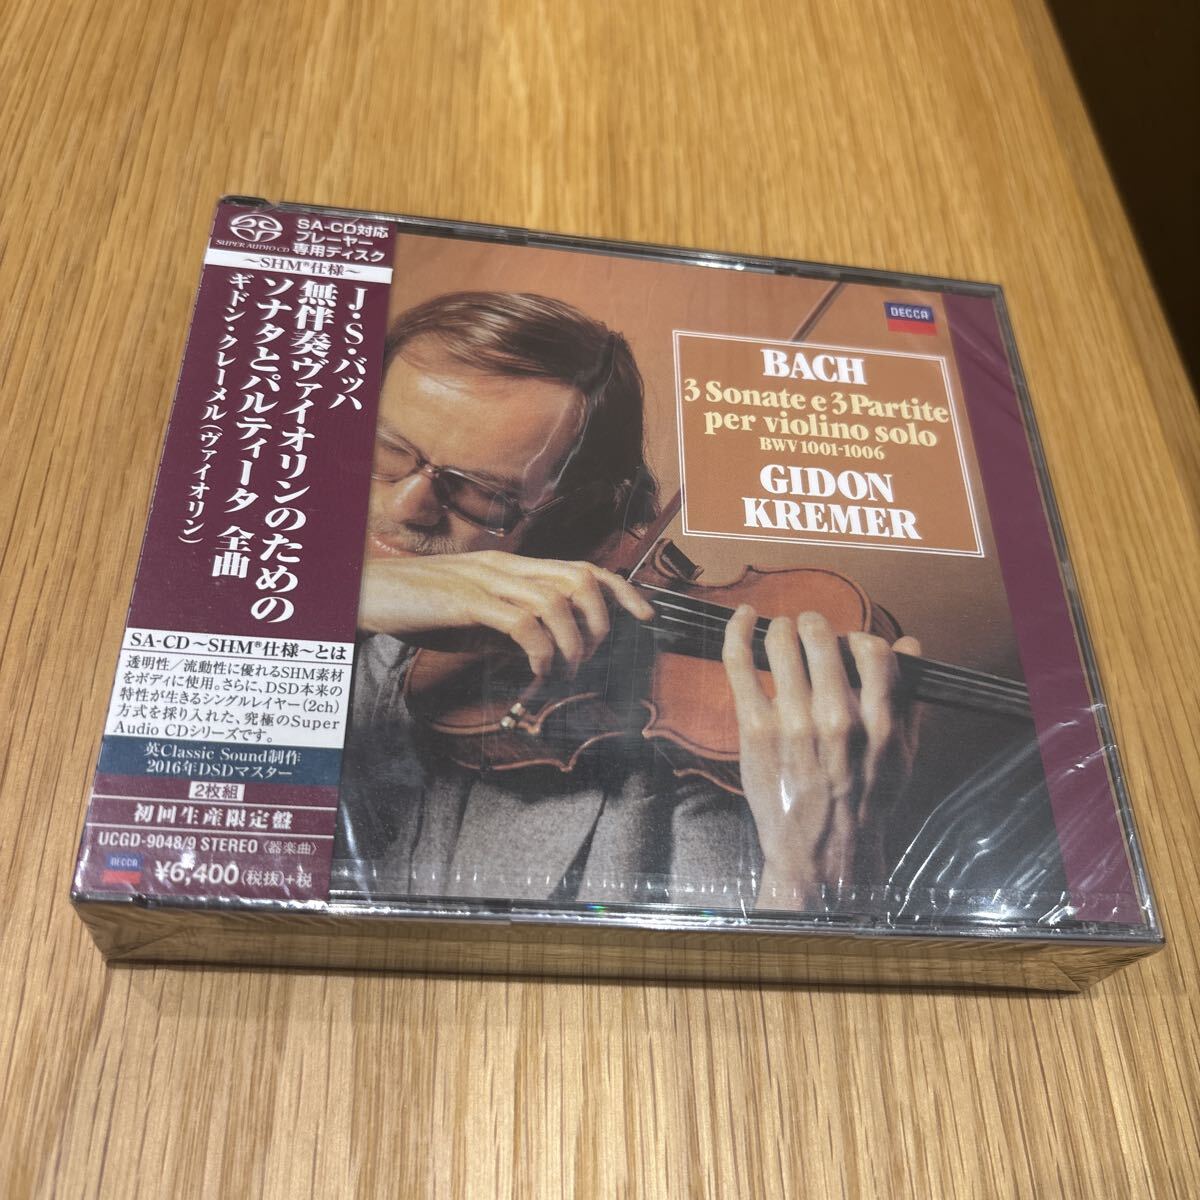 SUPER AUDIO CD
SA-CD対応
プレーヤー
専用ディスク
～SHM®仕様～
J・S・バッハ
無伴奏ヴァイオリンのための
ソナタとパルティータ 全曲
ギドン・クレーメル(ヴァイオリン)
SA-CD～SHM®仕様～とは
透明性/流動性に優れるSHM素材
をボディに使用。さらに、DSD本来の
特性が生きるシングルレイヤー(2ch)
方式を採り入れた、究極のSuper
Audio CDシリーズです。
英Classic Sound制作
2016年DSDマスター
2枚組
初回生産限定盤
UCGD-9048/9 STEREO 〈器楽曲〉
DECCA
¥6,400(税抜)+税
DECCA
BACH
3 Sonate e 3 Partite
per violino solo
BWV 1001-1006
GIDON
KREMER